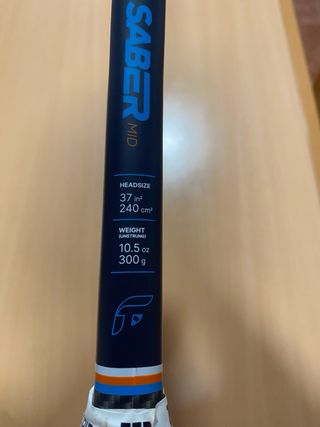 SABER
MID
HEADSIZE
37 in²
240 cm²
WEIGHT
(UNSTRUNG)
10.5 oz
300 g